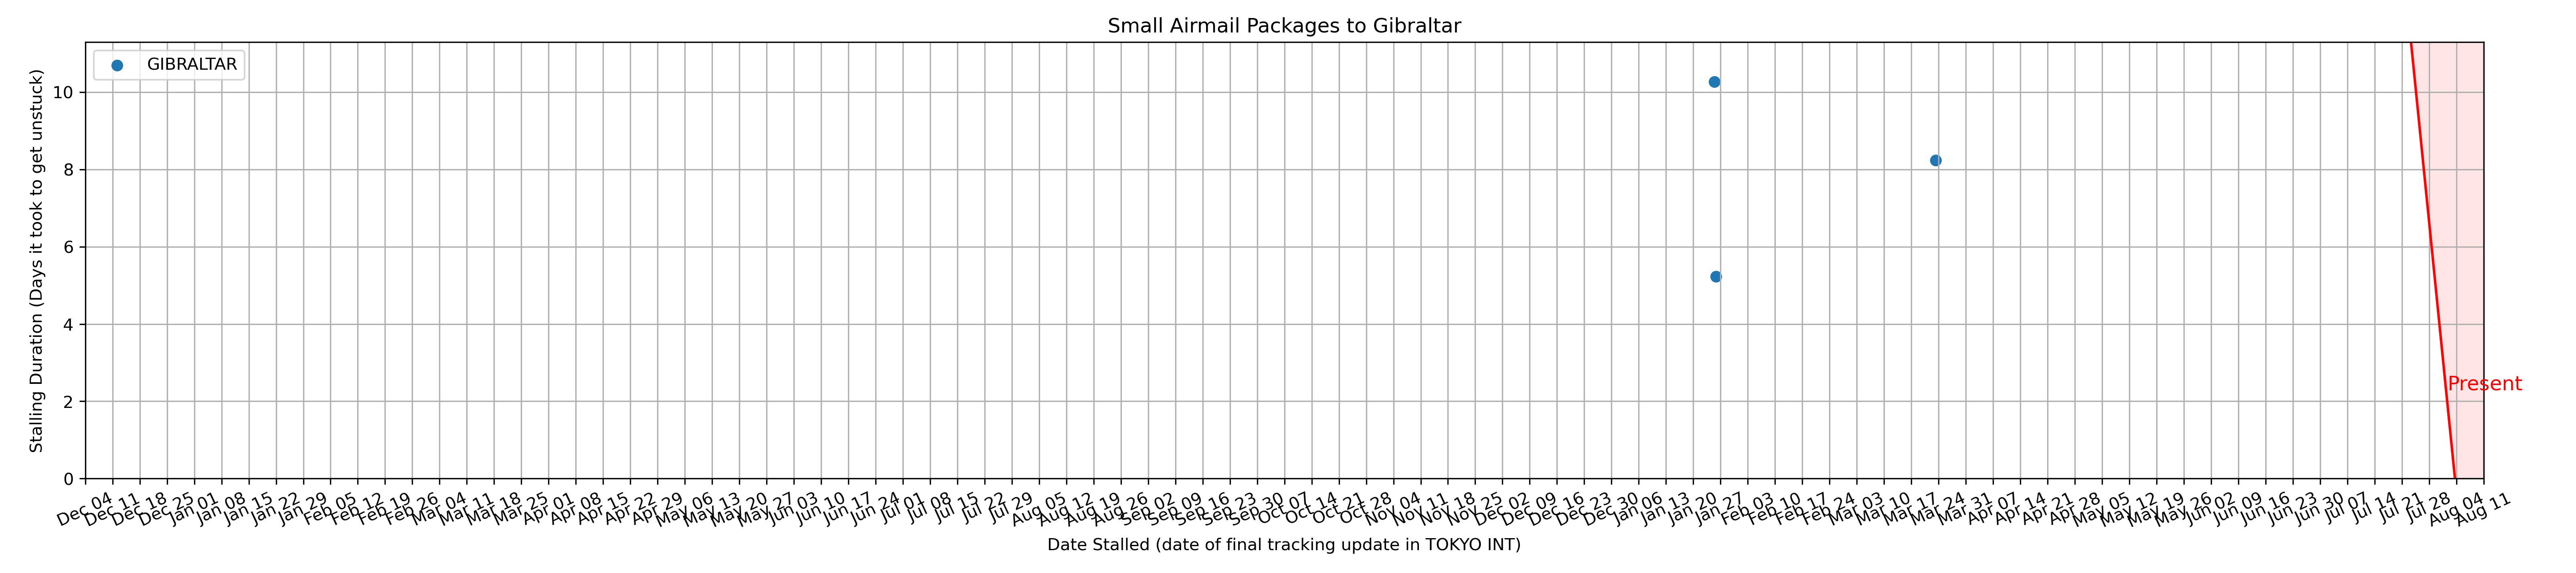 Small Airmail Packages to Gibraltar
GIBRALTAR
Stalling Duration (Days it took to get unstuck)
10
8
6
4
2
0
Present
Dec 04 Dec 11 Dec 18 Dec 25 Jan 01 Jan 08 Jan 15 Jan 22 Jan 29 Feb 05 Feb 12 Feb 19 Feb 26 Mar 04 Mar 11 Mar 18 Mar 25 Apr 01 Apr 08 Apr 15 Apr 22 Apr 29 May 06 May 13 May 20 May 27 Jun 03 Jun 10 Jun 17 Jun 24 Jul 01 Jul 08 Jul 15 Jul 22 Jul 29 Aug 05 Aug 12 Aug 19 Aug 26 Sep 02 Sep 09 Sep 16 Sep 23 Sep 30 Oct 07 Oct 14 Oct 21 Oct 28 Nov 04 Nov 11 Nov 18 Nov 25 Dec 02 Dec 09 Dec 16 Dec 23 Dec 30 Jan 06 Jan 13 Jan 20 Jan 27 Feb 03 Feb 10 Feb 17 Feb 24 Mar 03 Mar 10 Mar 17 Mar 24 Mar 31 Apr 07 Apr 14 Apr 21 Apr 28 May 05 May 12 May 19 May 26 Jun 02 Jun 09 Jun 16 Jun 23 Jun 30 Jul 07 Jul 14 Jul 21 Jul 28 Aug 04 Aug 11
Date Stalled (date of final tracking update in TOKYO INT)